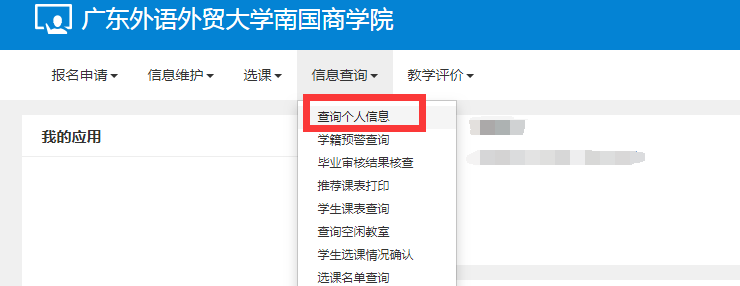 广东外语外贸大学南国商学院
报名申请 信息维护 选课 信息查询 教学评价
查询个人信息
我的应用
学籍预警查询
毕业审核结果核查
推荐课表打印
学生课表查询
查询空闲教室
学生选课情况确认
选课名单查询